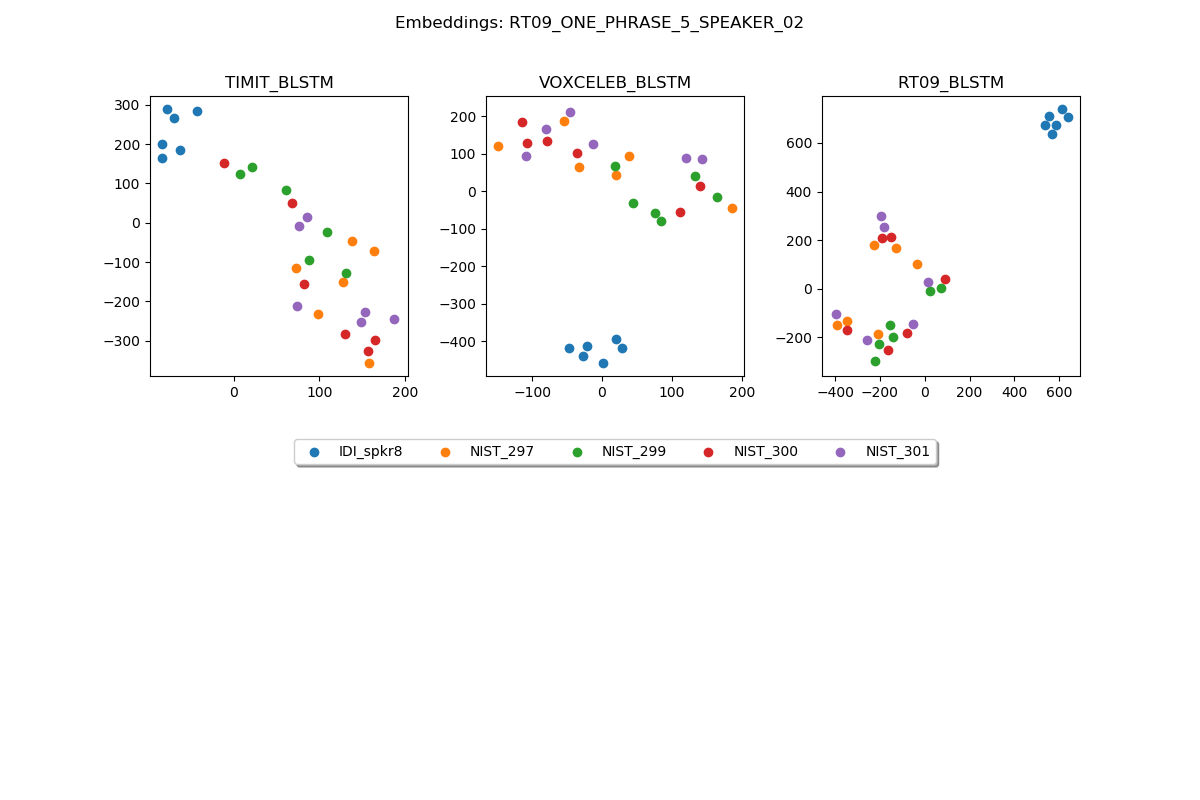 Embeddings: RT09_ONE_PHRASE_5_SPEAKER_02
TIMIT_BLSTM
300
200
100
0
−100
−200
−300
0 100 200
VOXCELEB_BLSTM
200
100
0
−100
−200
−300
−400
−100 0 100 200
RT09_BLSTM
600
400
200
0
−200
−400 −200 0 200 400 600
IDI_spkr8 NIST_297 NIST_299 NIST_300 NIST_301